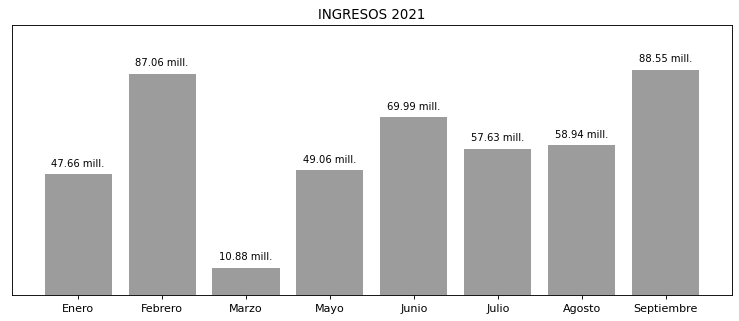 INGRESOS 2021
47.66 mill.
87.06 mill.
10.88 mill.
49.06 mill.
69.99 mill.
57.63 mill.
58.94 mill.
88.55 mill.
Enero Febrero Marzo Mayo Junio Julio Agosto Septiembre